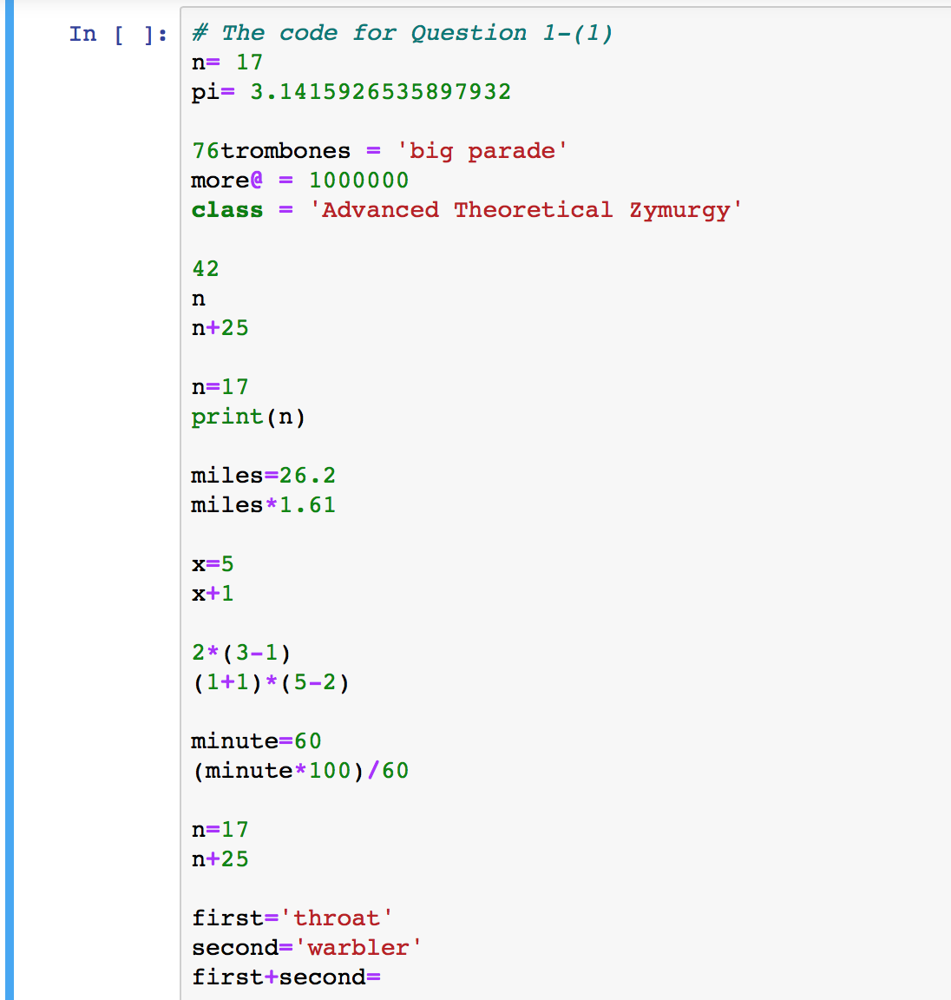 In [ ]:
# The code for Question 1-(1)
n= 17
pi= 3.1415926535897932
76trombones = 'big parade'
more@ = 1000000
class = 'Advanced Theoretical Zymurgy'
42
n
n+25
n=17
print(n)
miles=26.2
miles*1.61
x=5
x+1
2*(3-1)
(1+1)*(5-2)
minute=60
(minute*100)/60
n=17
n+25
first='throat'
second='warbler'
first+second=